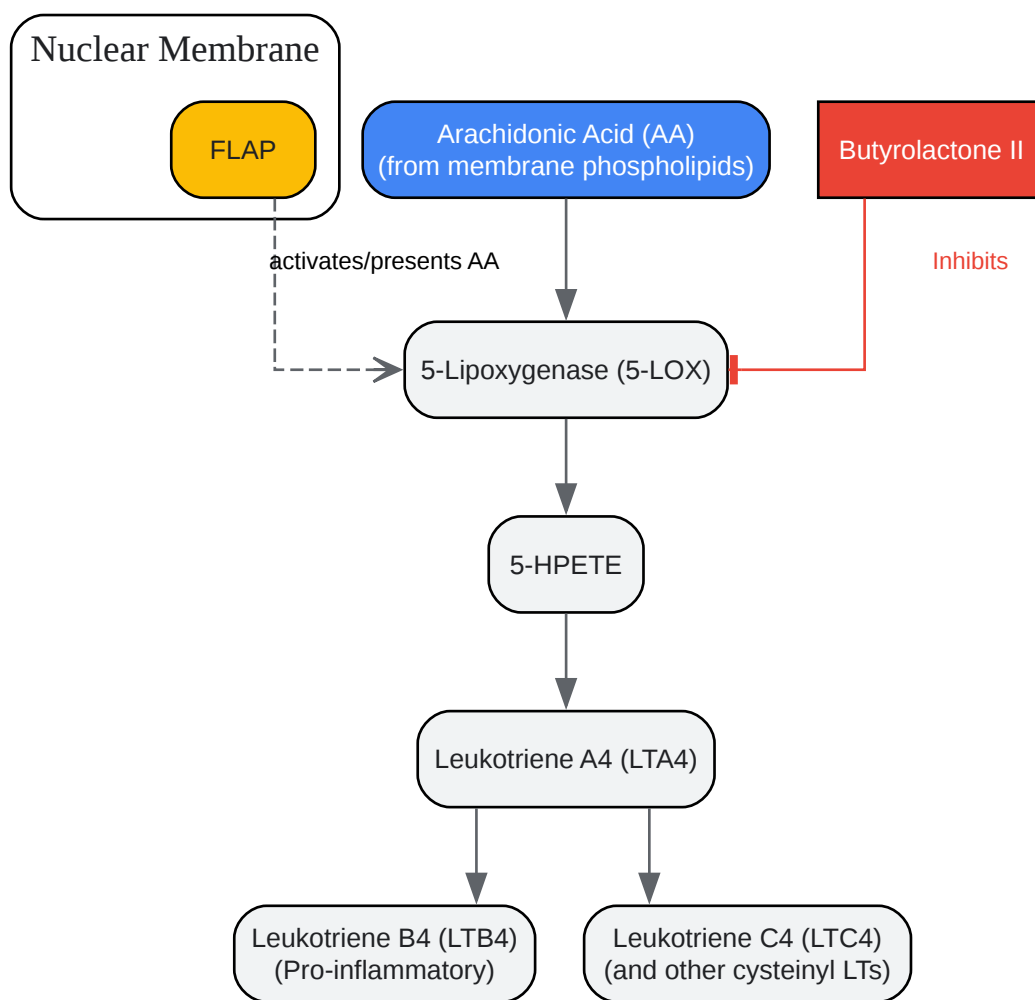 Nuclear Membrane
FLAP
Arachidonic Acid (AA)
(from membrane phospholipids)
Butyrolactone II
activates/presents AA
Inhibits
5-Lipoxygenase (5-LOX)
5-HPETE
Leukotriene A4 (LTA4)
Leukotriene B4 (LTB4)
(Pro-inflammatory)
Leukotriene C4 (LTC4)
(and other cysteinyl LTs)